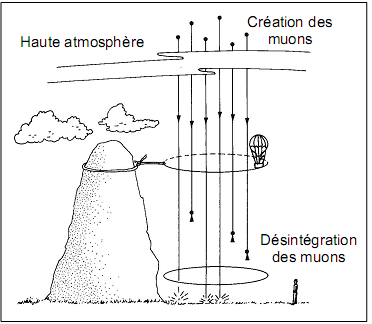 Création des
muons
Haute atmosphère
Désintégration
des muons